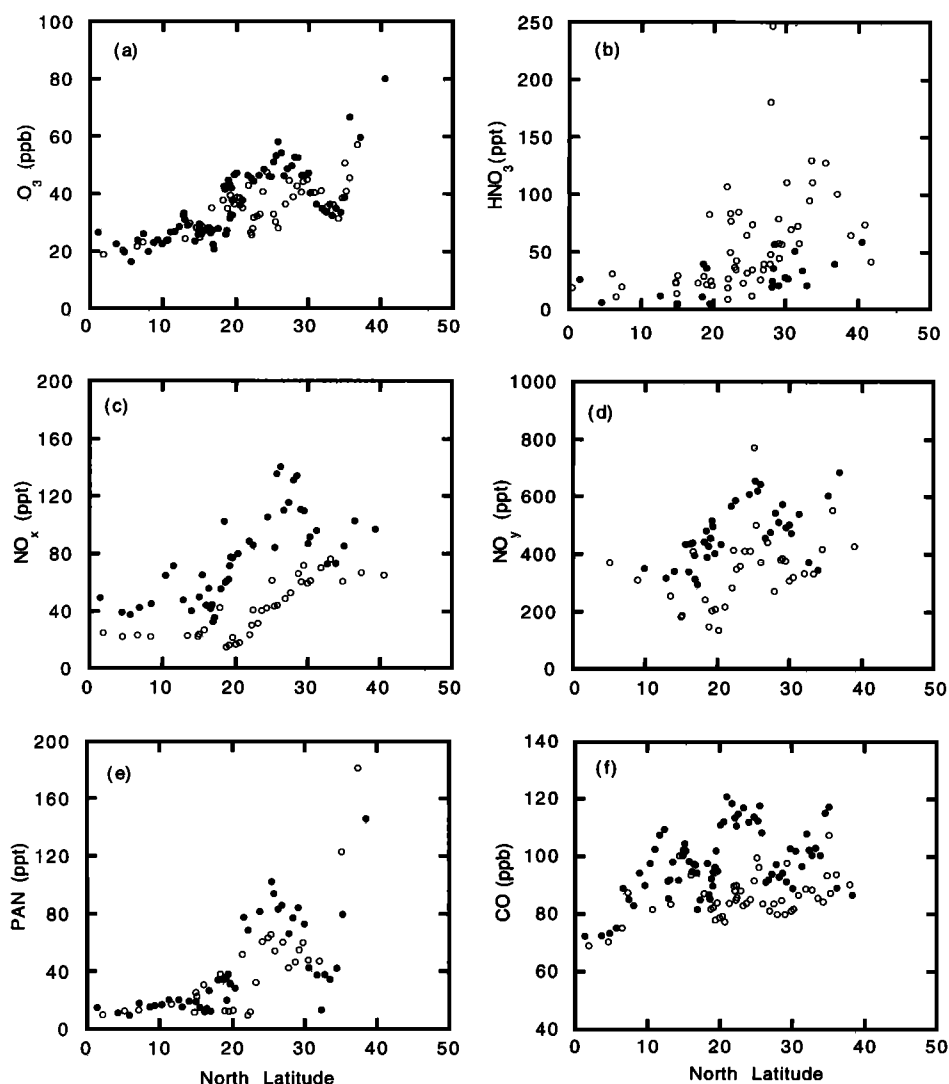 (a)
O3 (ppb)
100
80
60
40
20
0
0 10 20 30 40 50
(b)
HNO3 (ppt)
250
200
150
100
50
0
0 10 20 30 40 50
(c)
NOx (ppt)
200
160
120
80
40
0
0 10 20 30 40 50
(d)
NOy (ppt)
1000
800
600
400
200
0
0 10 20 30 40 50
(e)
PAN (ppt)
200
160
120
80
40
0
0 10 20 30 40 50
North Latitude
(f)
CO (ppb)
140
120
100
80
60
40
0 10 20 30 40 50
North Latitude